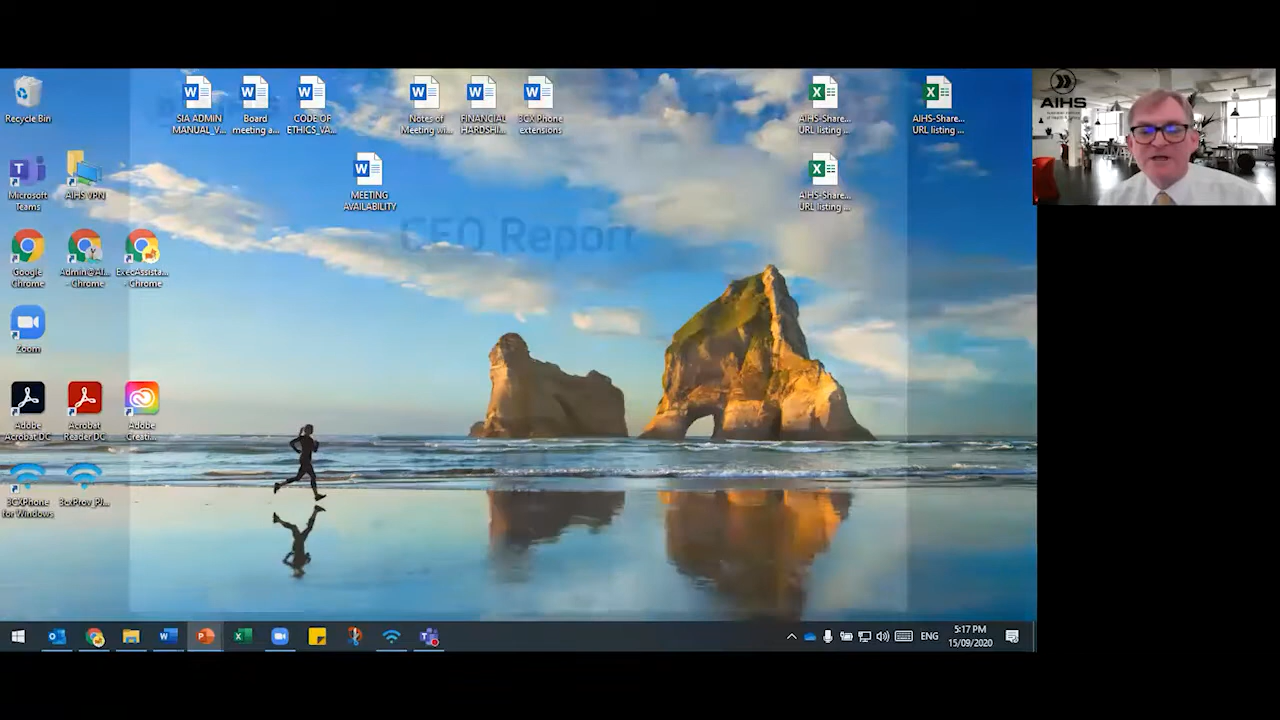 Recycle Bin
SIA ADMIN
MANUAL_V...
Board
meeting a...
CODE OF
ETHICS_VA...
Notes of
Meeting wi...
FINANCIAL
HARDSHI...
3CX Phone
extensions
AIHS-Share...
URL listing ...
AIHS-Share...
URL listing ...
AIHS
Microsoft
Teams
AIHS VPN
MEETING
AVAILABILITY
AIHS-Share...
URL listing ...
CEO Report
Google
Chrome
Admin@AI...
- Chrome
ExecAssista...
- Chrome
Zoom
Adobe
Acrobat DC
Acrobat
Reader DC
Adobe
Creati...
3CXPhone
for Windows
3cxProv_JJ...
ENG
5:17 PM
15/09/2020